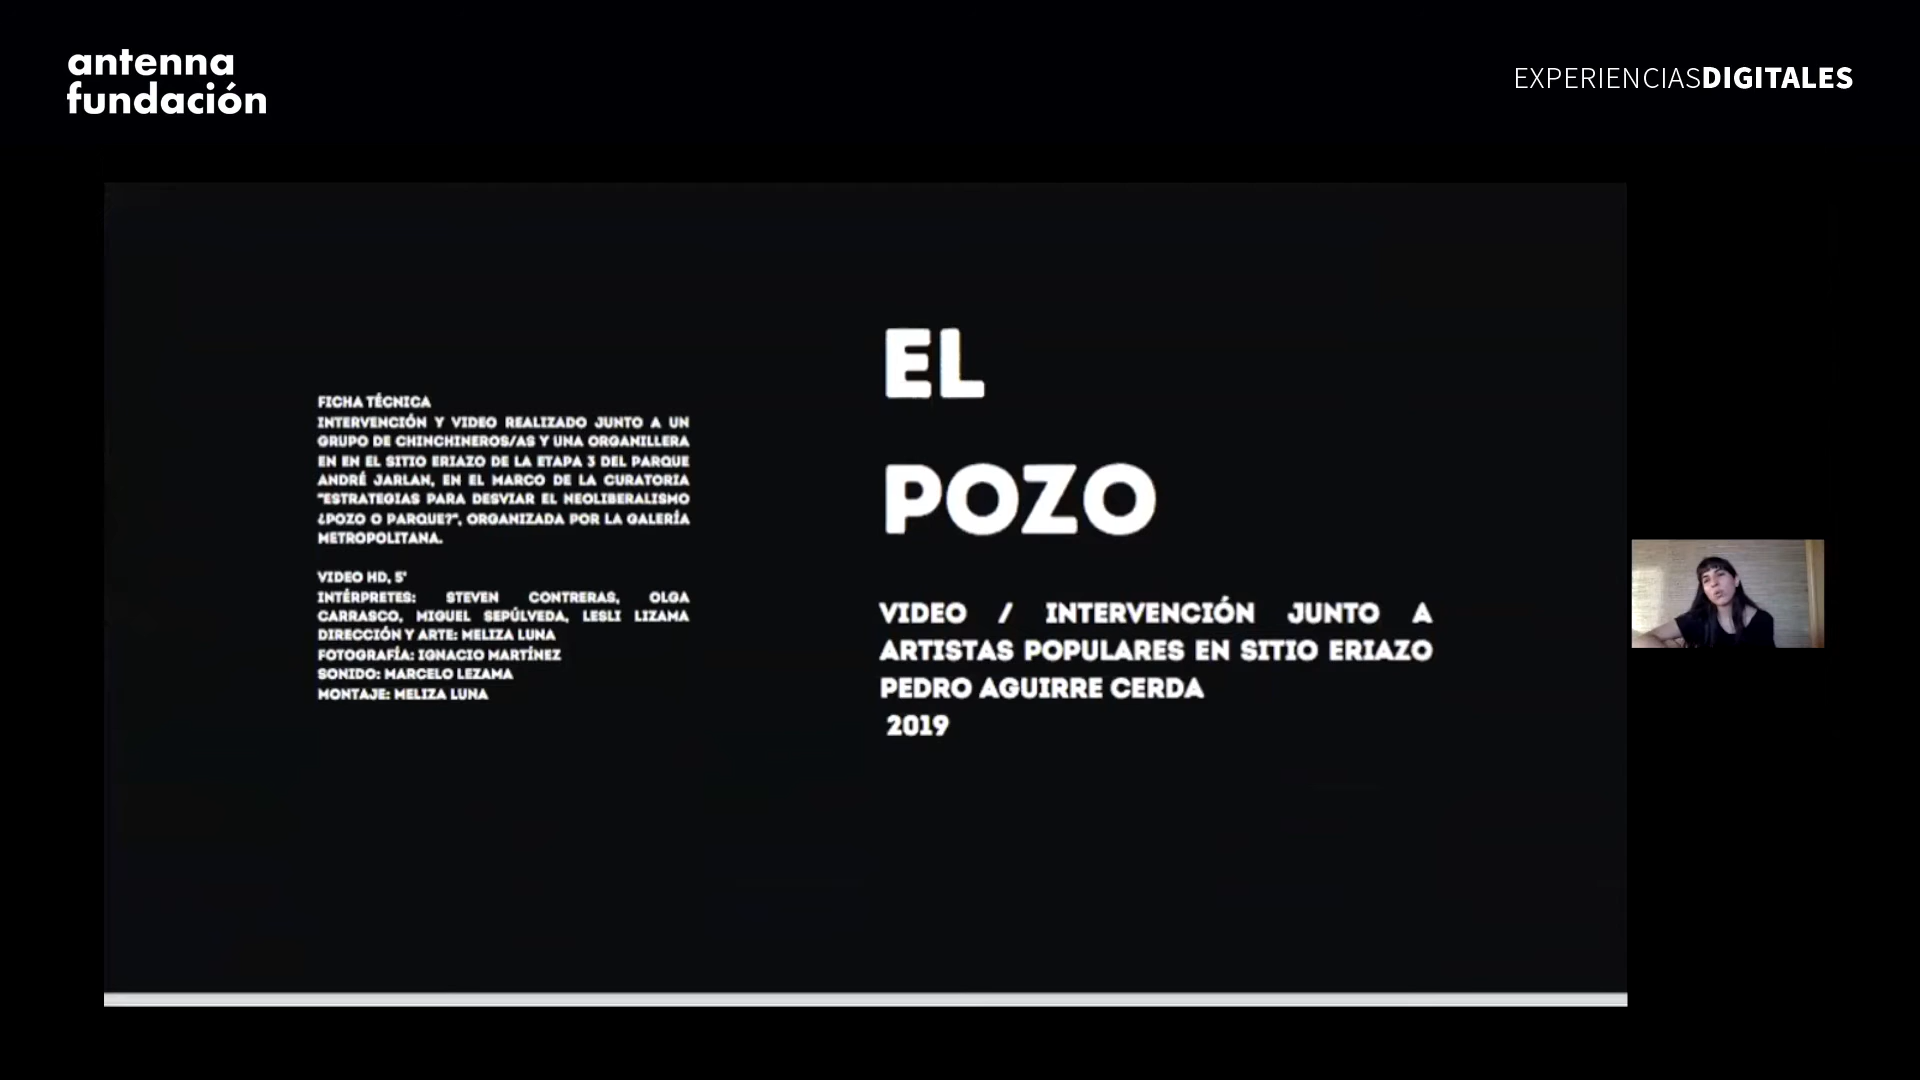 antenna
fundación
EXPERIENCIASDIGITALES
FICHA TÉCNICA
INTERVENCIÓN Y VIDEO REALIZADO JUNTO A UN
GRUPO DE CHINCHINEROS/AS Y UNA ORGANILLERA
EN EN EL SITIO ERIAZO DE LA ETAPA 3 DEL PARQUE
ANDRÉ JARLAN, EN EL MARCO DE LA CURATORIA
"ESTRATEGIAS PARA DESVIAR EL NEOLIBERALISMO
¿POZO O PARQUE?", ORGANIZADA POR LA GALERÍA
METROPOLITANA.
VIDEO HD, 5'
INTÉRPRETES: STEVEN CONTRERAS, OLGA
CARRASCO, MIGUEL SEPÚLVEDA, LESLI LIZAMA
DIRECCIÓN Y ARTE: MELIZA LUNA
FOTOGRAFÍA: IGNACIO MARTÍNEZ
SONIDO: MARCELO LEZAMA
MONTAJE: MELIZA LUNA
EL
POZO
VIDEO / INTERVENCIÓN JUNTO A
ARTISTAS POPULARES EN SITIO ERIAZO
PEDRO AGUIRRE CERDA
2019